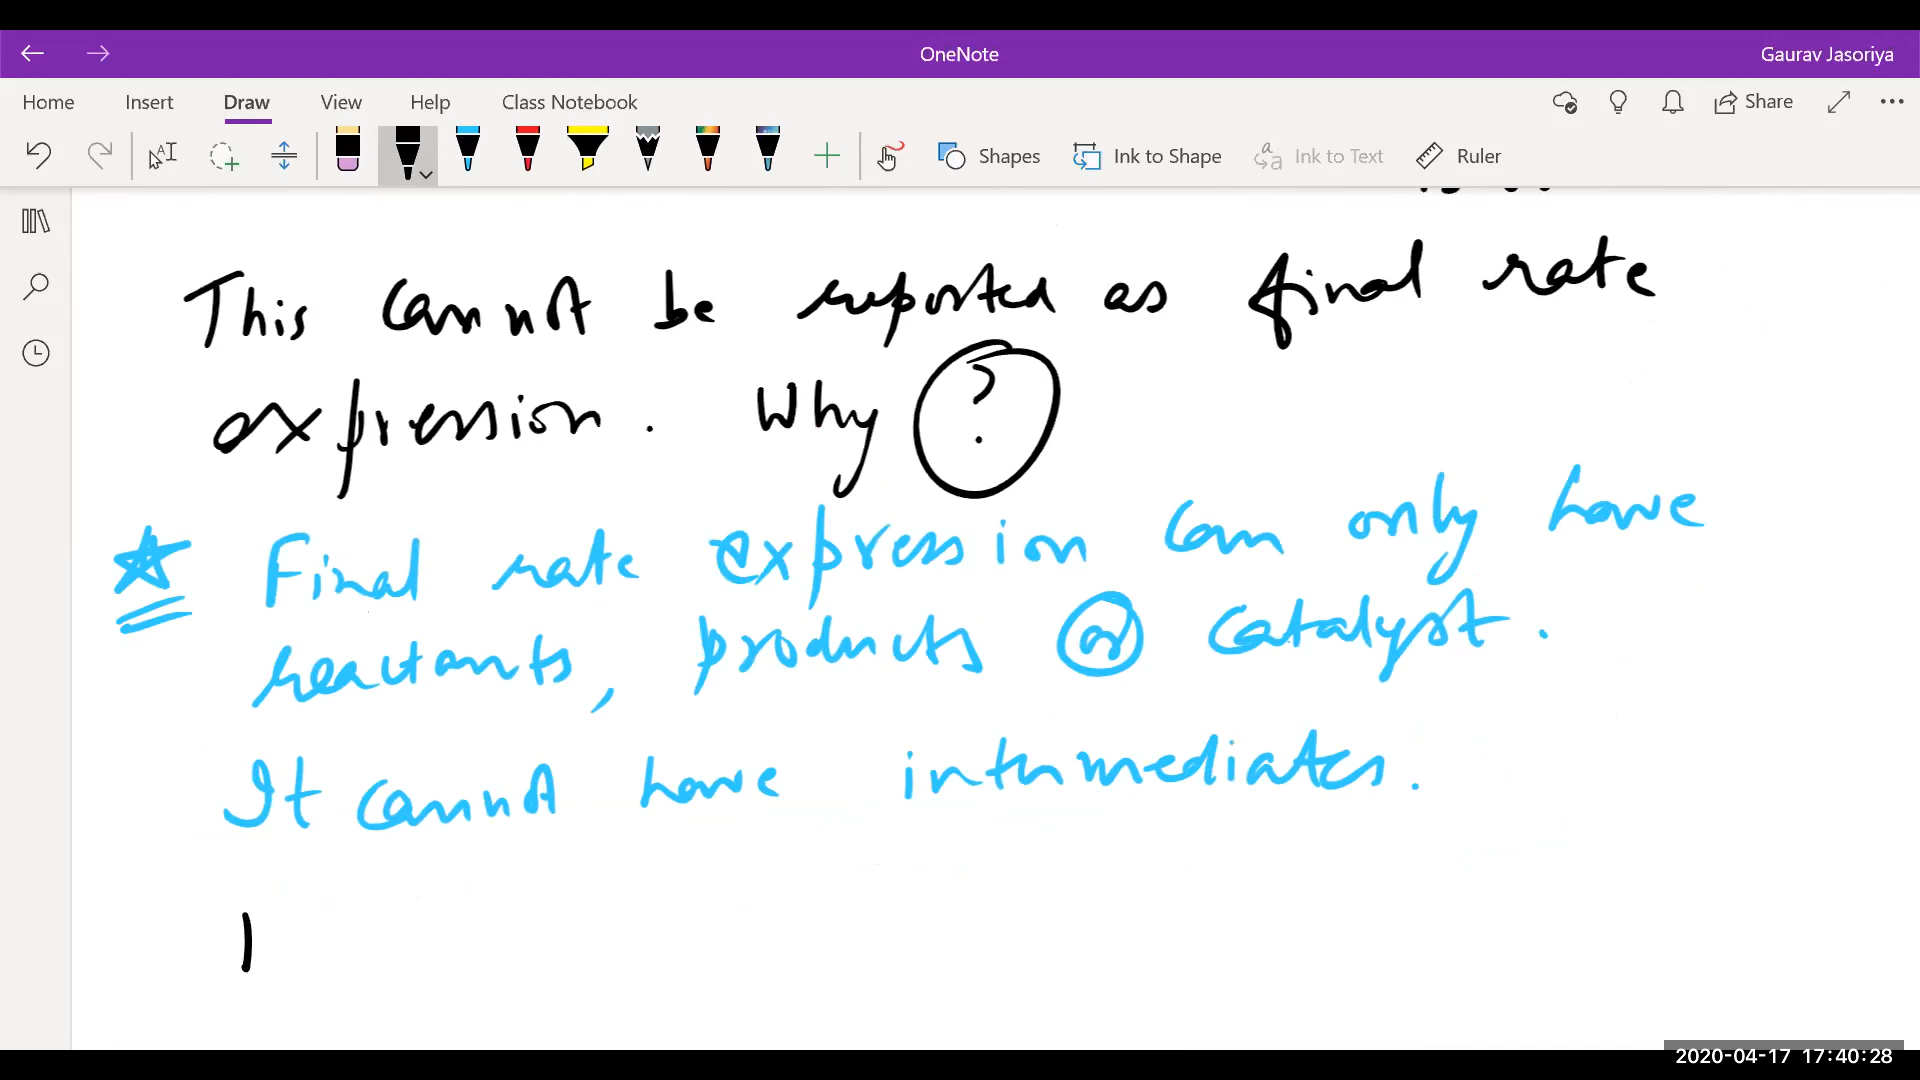 OneNote
Gaurav Jasoriya
Home Insert Draw View Help Class Notebook Share
Shapes Ink to Shape Ink to Text Ruler
This cannot be reported as final rate
expression. Why ?
Final rate expression can only have
reactants, products or catalyst.
It cannot have intermediates.
2020-04-17 17:40:28